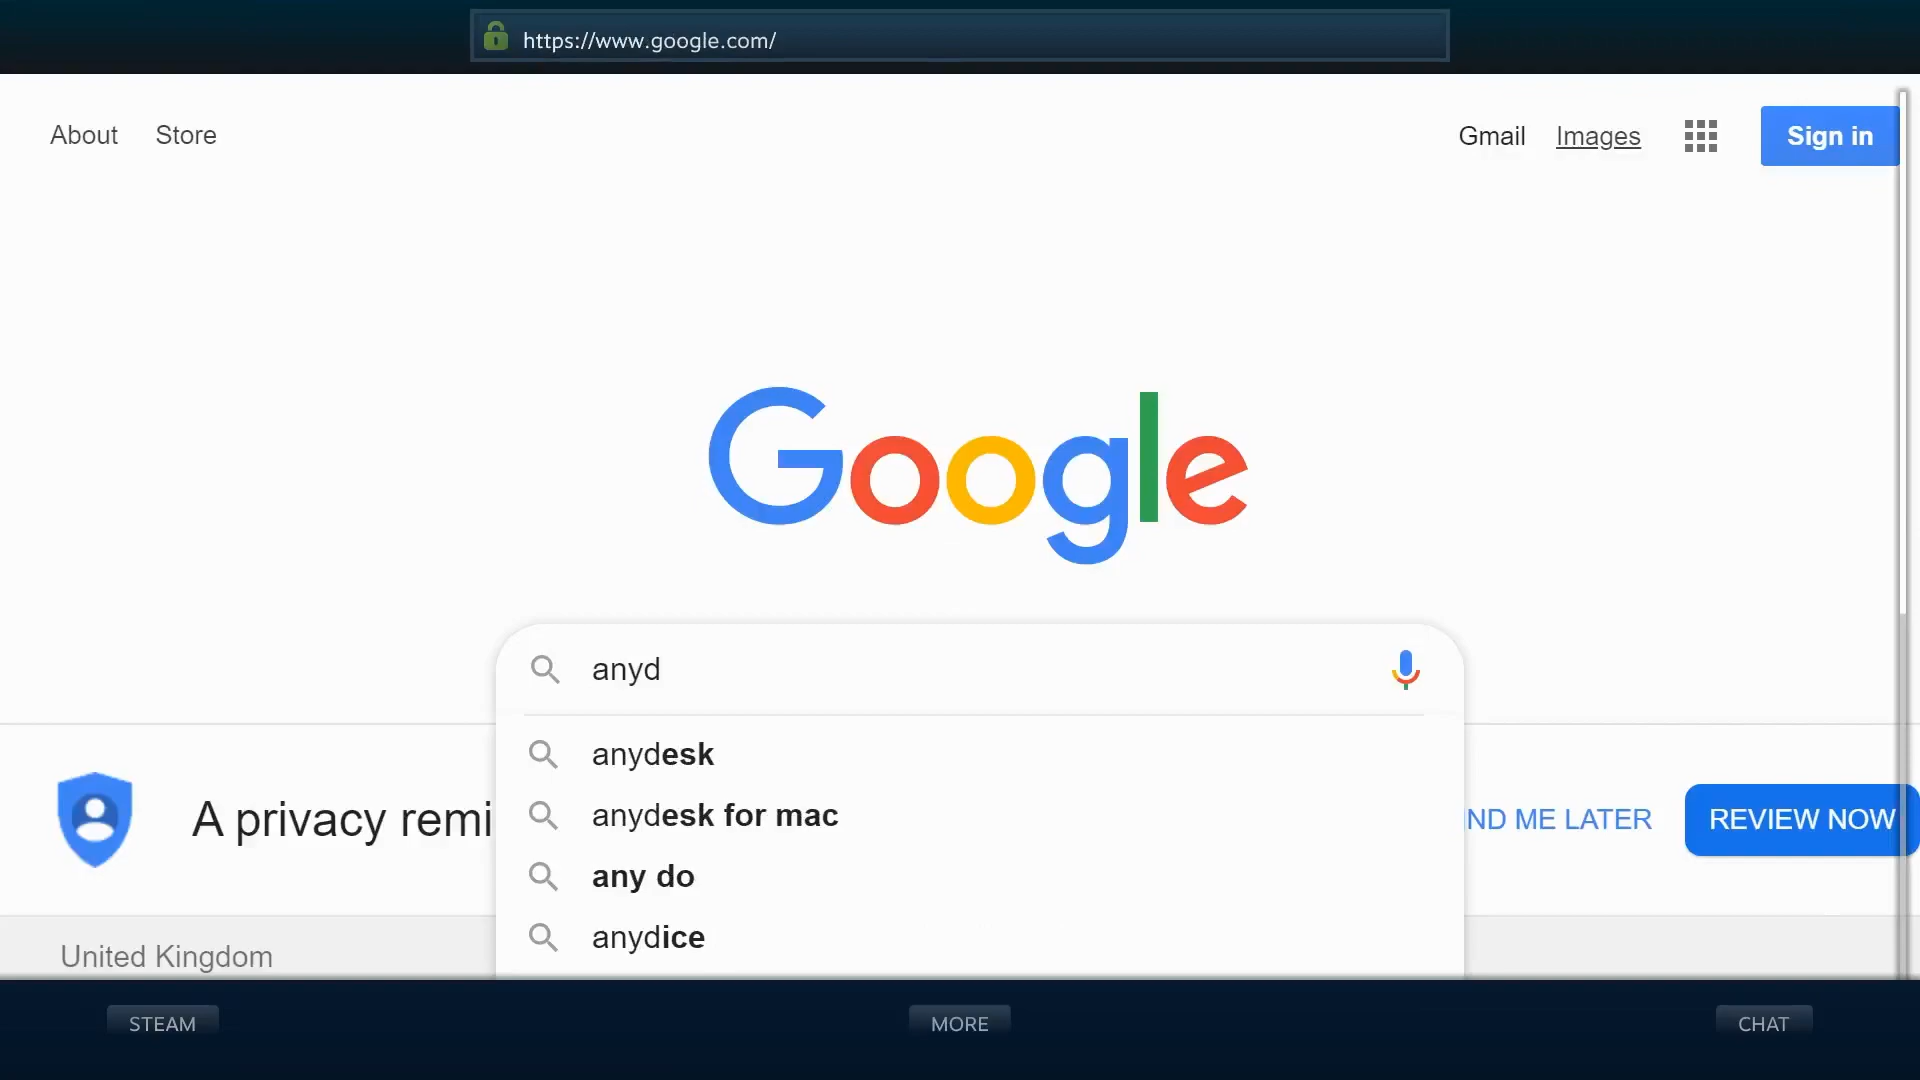 https://www.google.com/
About Store Gmail Images Sign in
Google
anyd
anydesk
anydesk for mac
any do
anydice
A privacy remi
ND ME LATER REVIEW NOW
United Kingdom
STEAM MORE CHAT